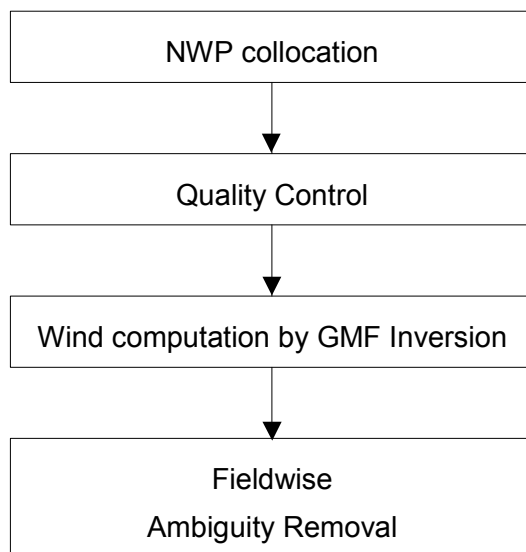 NWP collocation
Quality Control
Wind computation by GMF Inversion
Fieldwise
Ambiguity Removal